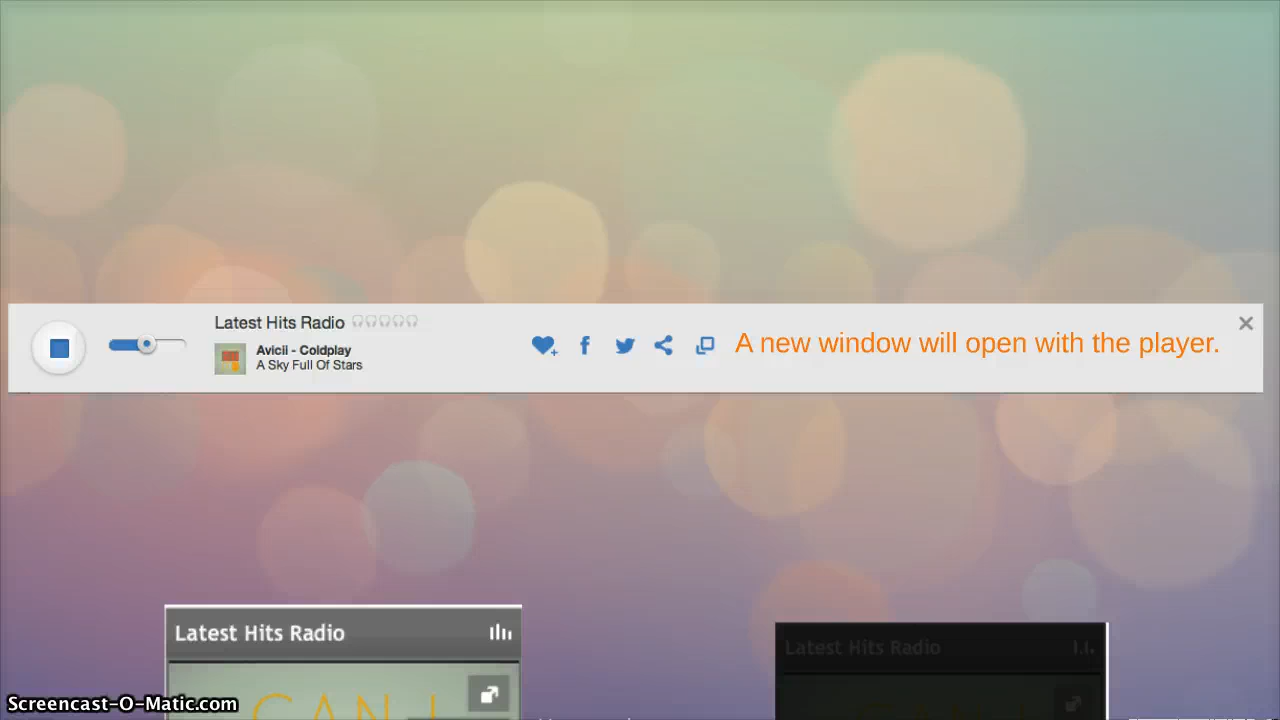 Latest Hits Radio
Avicii - Coldplay
A Sky Full Of Stars
A new window will open with the player.
Latest Hits Radio
Latest Hits Radio
CAN I
Screencast-O-Matic.com